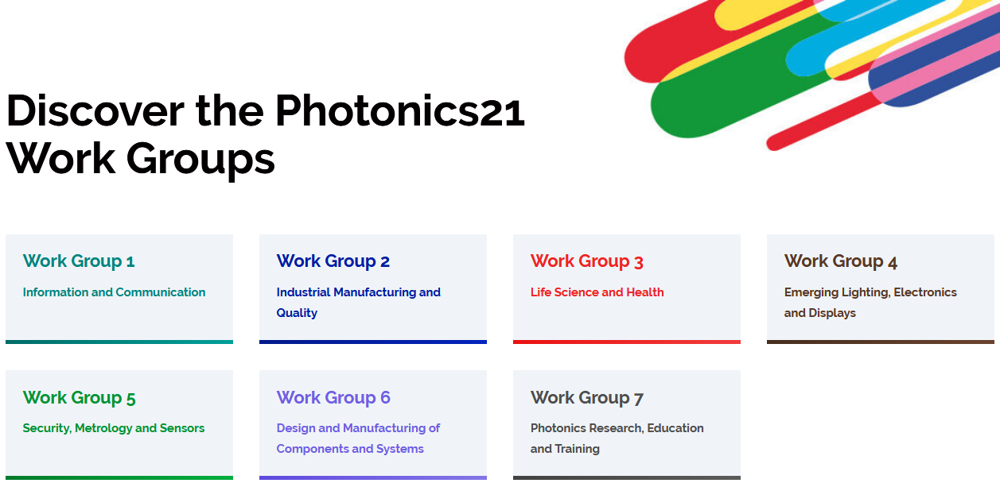 Discover the Photonics21
Work Groups
Work Group 1
Information and Communication
Work Group 2
Industrial Manufacturing and
Quality
Work Group 3
Life Science and Health
Work Group 4
Emerging Lighting, Electronics
and Displays
Work Group 5
Security, Metrology and Sensors
Work Group 6
Design and Manufacturing of
Components and Systems
Work Group 7
Photonics Research, Education
and Training